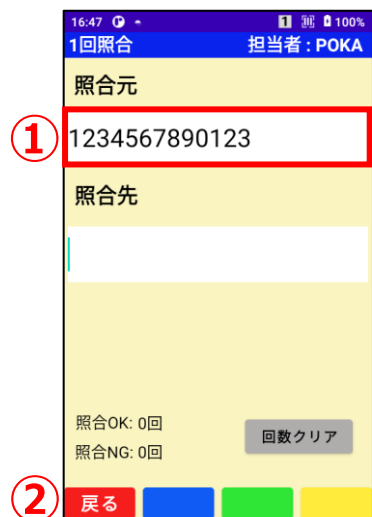 16:47 1 100%
1回照合 担当者 : POKA
照合元
① 1234567890123
照合先
照合OK: 0回
回数クリア
照合NG: 0回
② 戻る